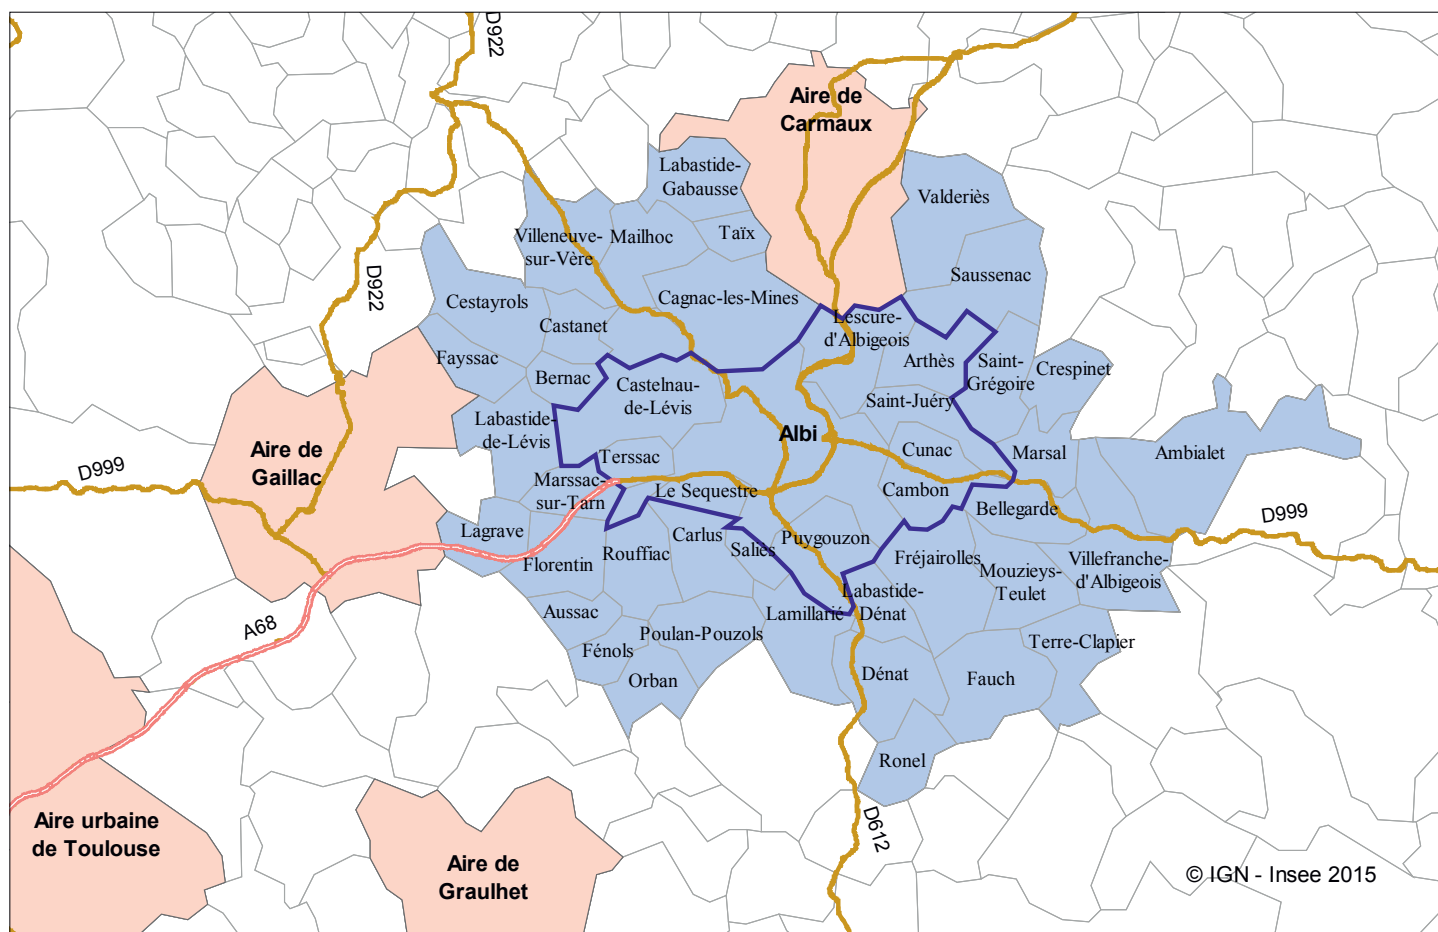 D922
Aire de
Carmaux
Labastide-
Gabausse
Valderiès
Villeneuve-
sur-Vère
Mailhoc
Taïx
Saussenac
D922
Cestayrols
Cagnac-les-Mines
Castanet
Lescure-
d'Albigeois
Fayssac
Arthès
Saint-
Grégoire
Crespinet
Bernac
Castelnau-
de-Lévis
Saint-Juéry
Labastide-
de-Lévis
Albi
Aire de
Gaillac
D999
Terssac
Cunac
Marsal
Ambialet
Marssac-
sur-Tarn
Le Sequestre
Cambon
Bellegarde
D999
Lagrave
Florentin
Rouffiac
Carlus
Saliès
Puygouzon
Fréjairolles
Mouzieys-
Teulet
Villefranche-
d'Albigeois
Labastide-
Dénat
Aussac
Lamillarié
A68
Fénols
Poulan-Pouzols
Terre-Clapier
Orban
Dénat
Fauch
Ronel
Aire urbaine
de Toulouse
D612
Aire de
Graulhet
© IGN - Insee 2015